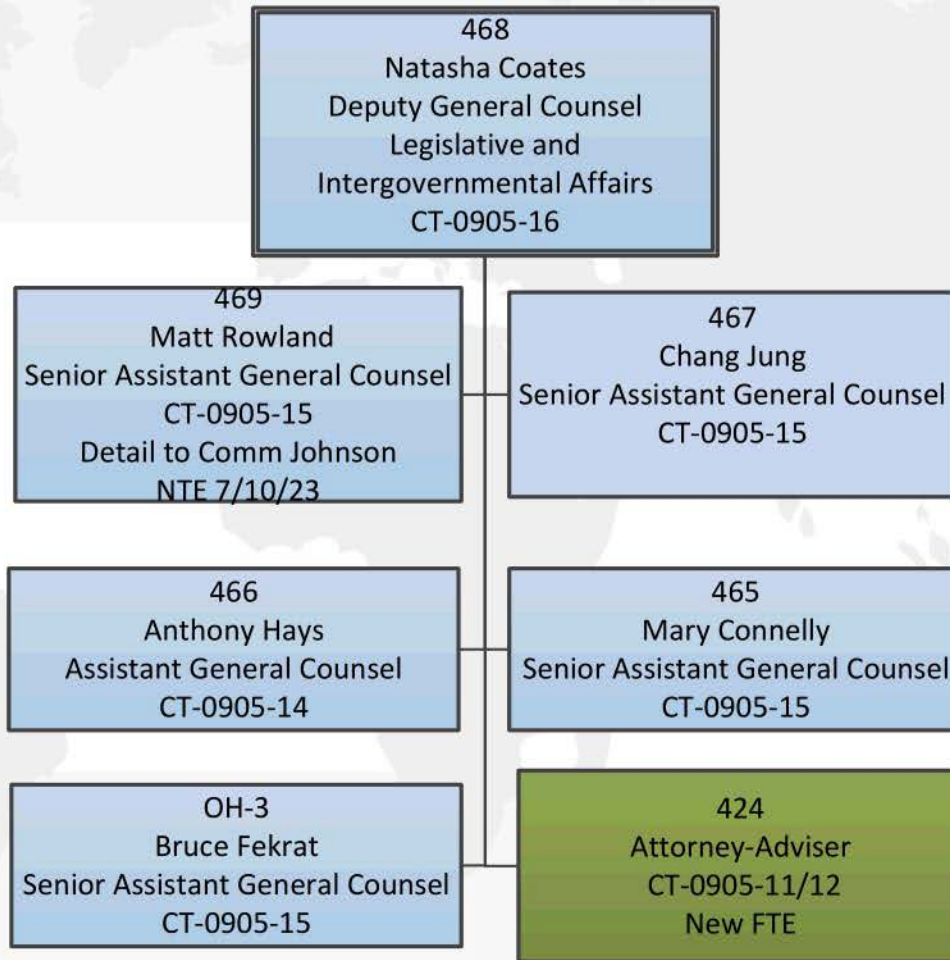 468
Natasha Coates
Deputy General Counsel
Legislative and
Intergovernmental Affairs
CT-0905-16
469
Matt Rowland
Senior Assistant General Counsel
CT-0905-15
Detail to Comm Johnson
NTE 7/10/23
467
Chang Jung
Senior Assistant General Counsel
CT-0905-15
466
Anthony Hays
Assistant General Counsel
CT-0905-14
465
Mary Connelly
Senior Assistant General Counsel
CT-0905-15
OH-3
Bruce Fekrat
Senior Assistant General Counsel
CT-0905-15
424
Attorney-Adviser
CT-0905-11/12
New FTE